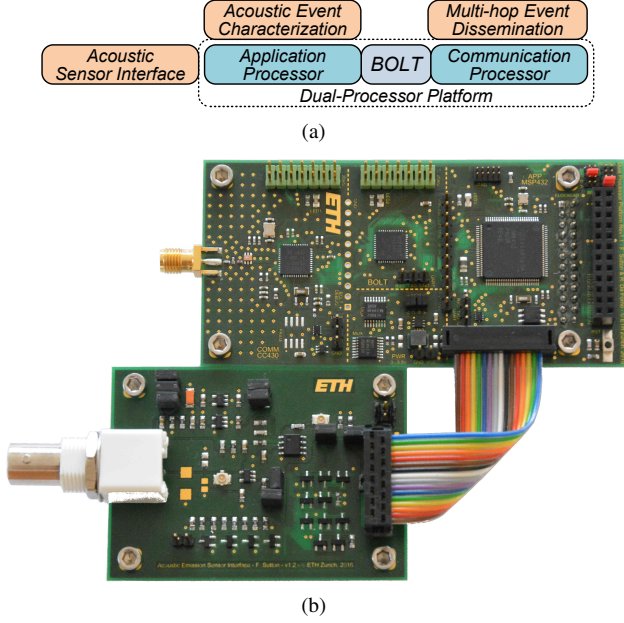 Acoustic Event
Characterization
Multi-hop Event
Dissemination
Acoustic
Sensor Interface
Application
Processor
BOLT
Communication
Processor
Dual-Processor Platform
(a)
ETH
APP
MSP432
BOLT
COMM
CC430
PWR
ETH
Acoustic Emission Sensor Interface - F. Sutton - v1.2 - © ETH Zurich, 2015
(b)